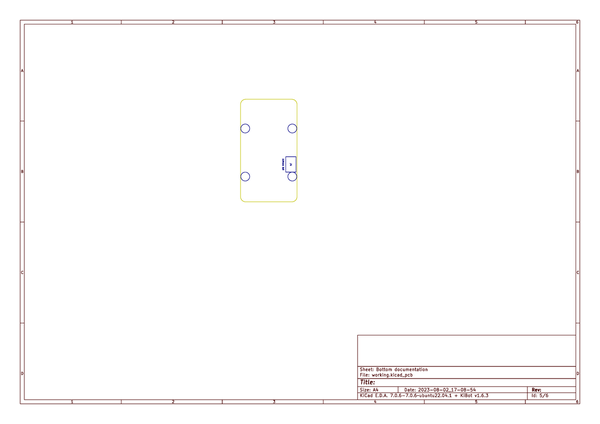 1 2 3 4 5 6
A A
B B
C C
D D
Sheet: Bottom documentation
File: working.kicad_pcb
Title:
Size: A4 Date: 2023-08-02_17-08-54 Rev:
KiCad E.D.A. 7.0.6-7.0.6~ubuntu22.04.1 + KiBot v1.6.3 Id: 5/6
1 2 3 4 5 6